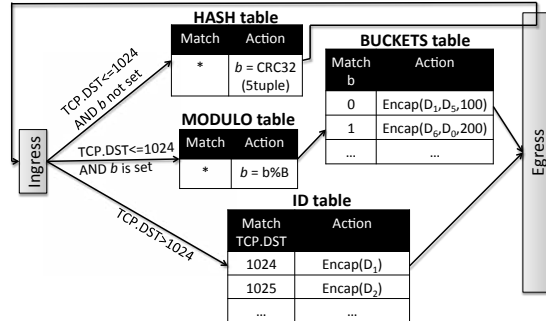 HASH table
Match Action
* b = CRC32
(5tuple)
BUCKETS table
Match
b
Action
0 Encap(D1,D5,100)
1 Encap(D6,D0,200)
… …
TCP.DST<=1024
AND b not set
MODULO table
Match Action
* b = b%B
TCP.DST<=1024
AND b is set
Ingress
Egress
TCP.DST>1024
ID table
Match
TCP.DST
Action
1024 Encap(D1)
1025 Encap(D2)
… …